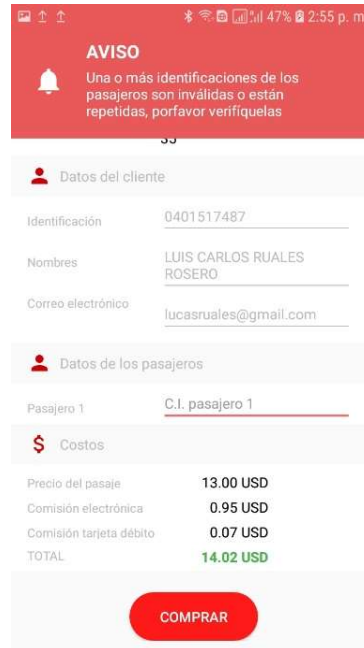 47% 2:55 p. m
AVISO
Una o más identificaciones de los
pasajeros son inválidas o están
repetidas, porfavor verifíquelas
Datos del cliente
Identificación 0401517487
Nombres LUIS CARLOS RUALES
ROSERO
Correo electrónico lucasruales@gmail.com
Datos de los pasajeros
Pasajero 1 C.I. pasajero 1
$ Costos
Precio del pasaje 13.00 USD
Comisión electrónica 0.95 USD
Comisión tarjeta débito 0.07 USD
TOTAL 14.02 USD
COMPRAR